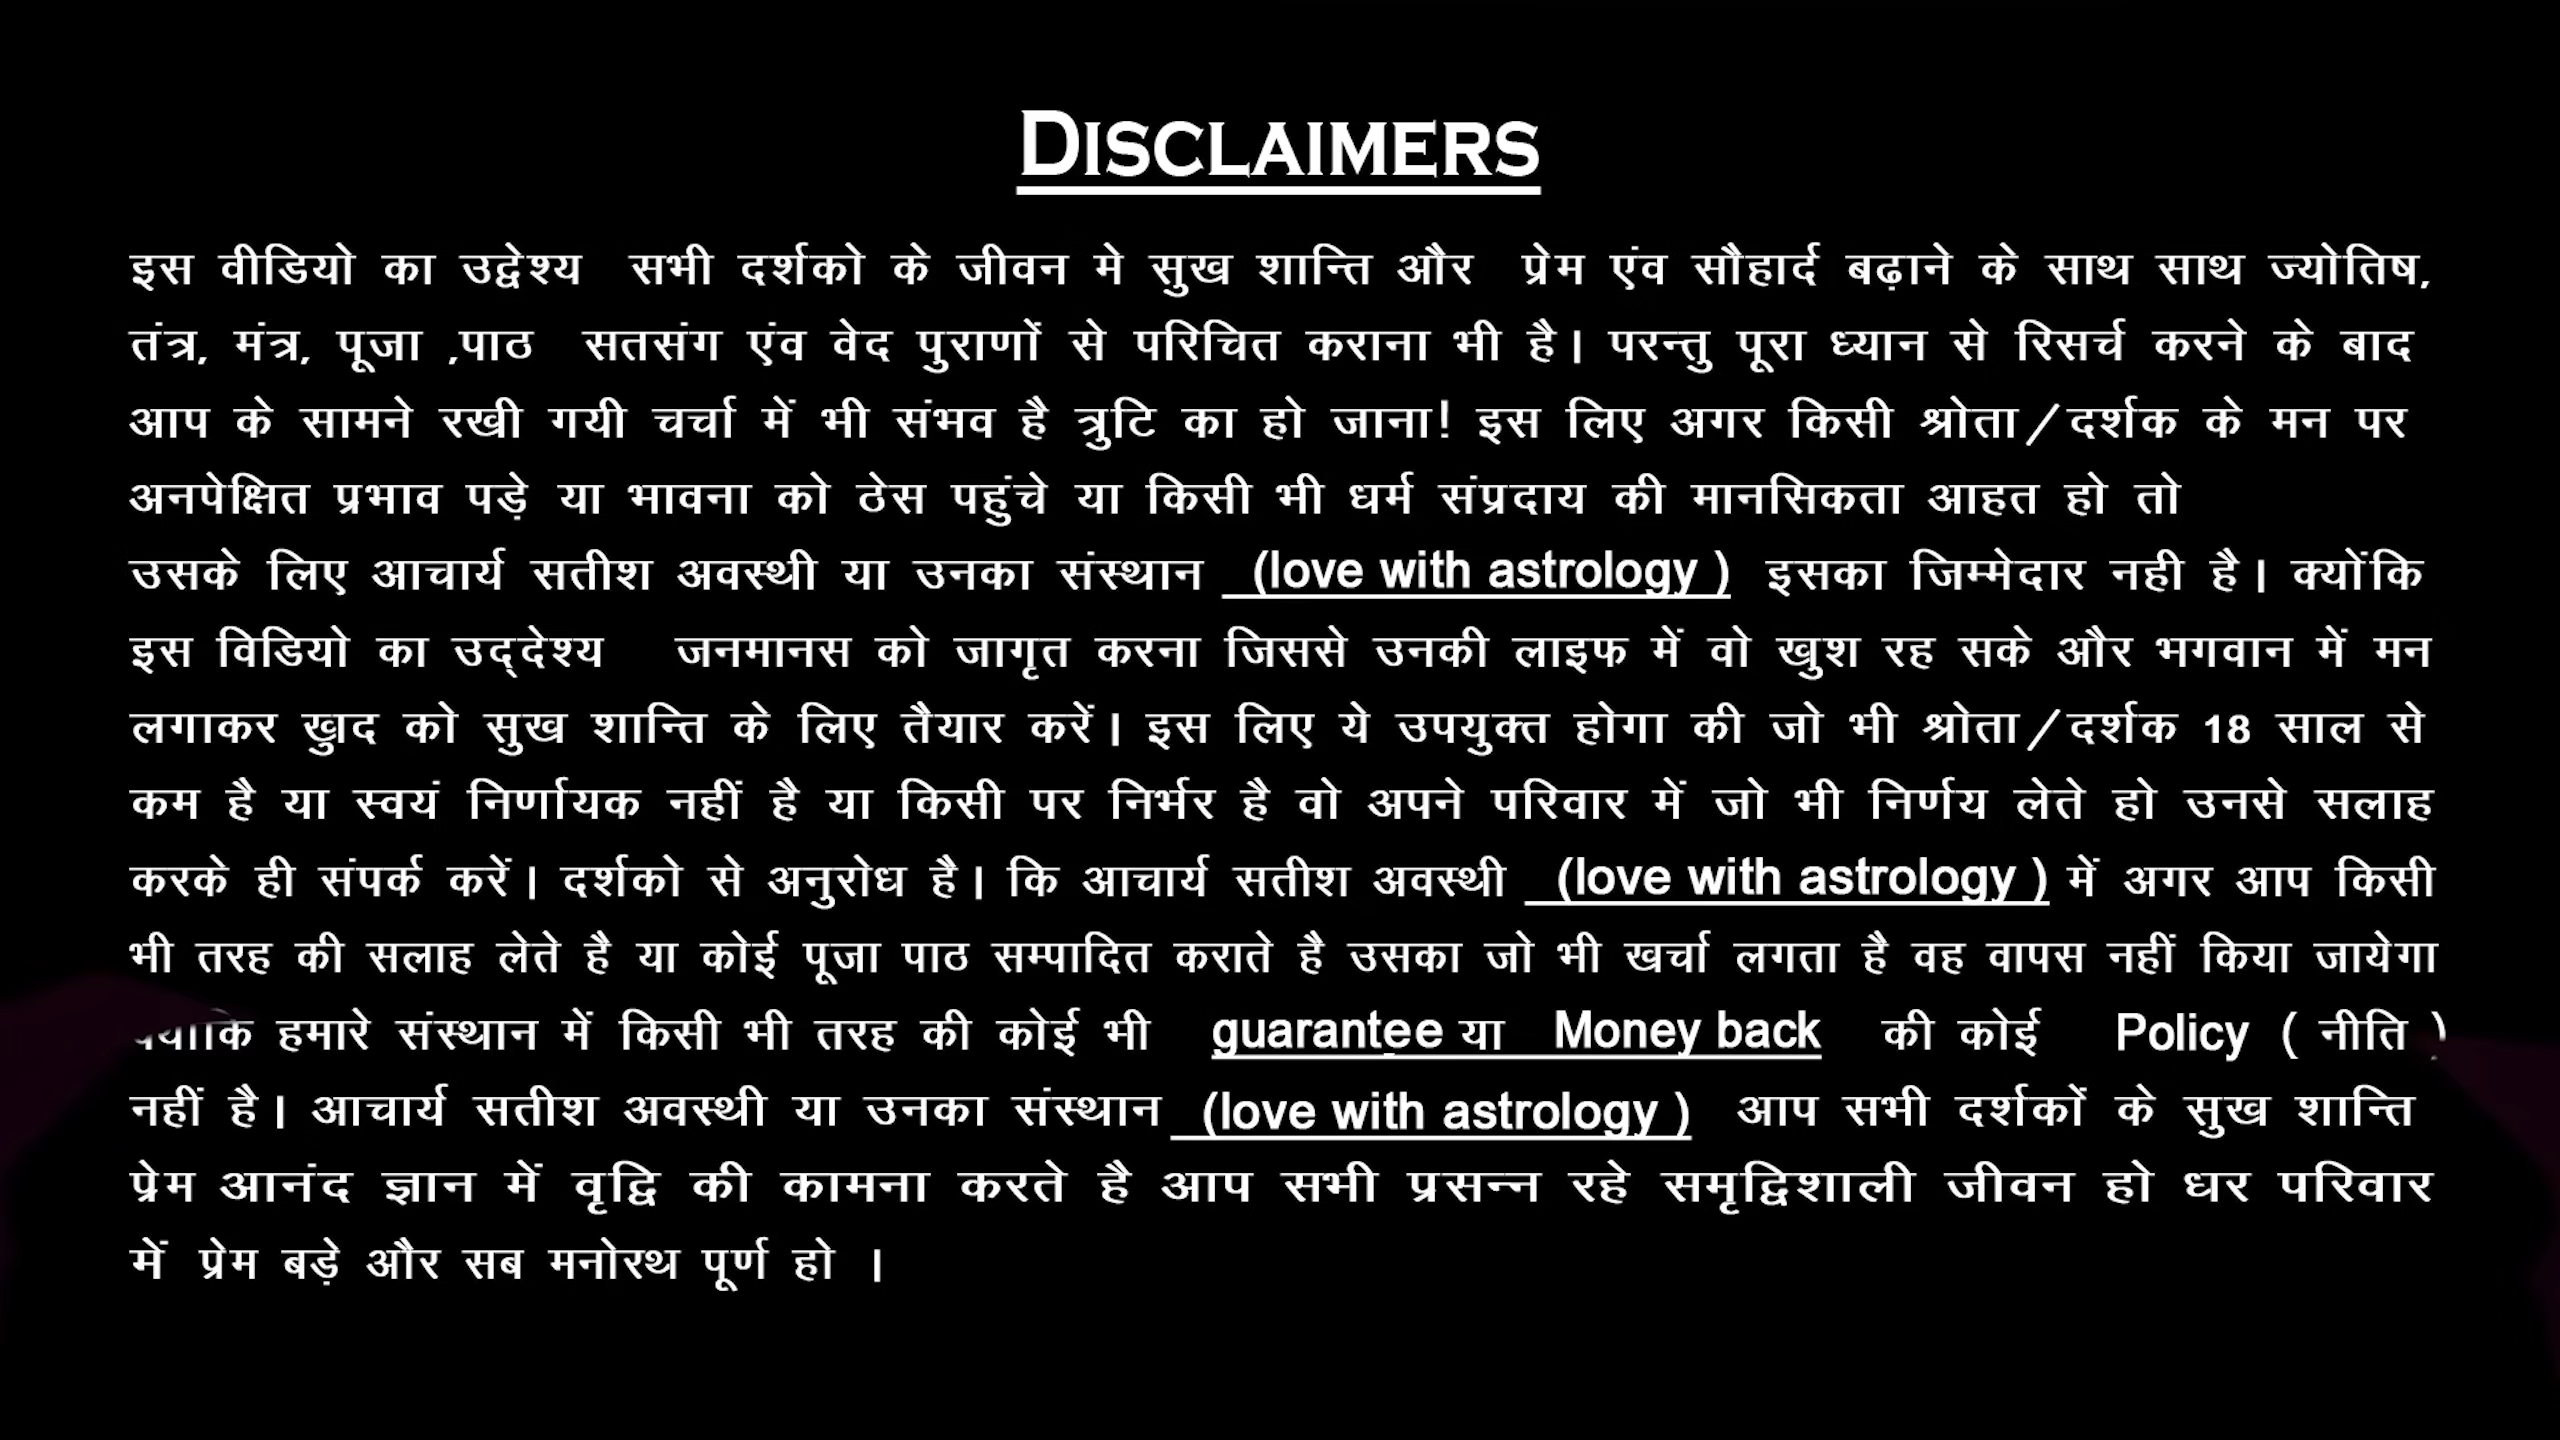 DISCLAIMERS
इस वीडियो का उद्वेश्य सभी दर्शको के जीवन मे सुख शान्ति और प्रेम एंव सौहार्द बढ़ाने के साथ साथ ज्योतिष,
तंत्र, मंत्र, पूजा ,पाठ सतसंग एंव वेद पुराणों से परिचित कराना भी है। परन्तु पूरा ध्यान से रिसर्च करने के बाद
आप के सामने रखी गयी चर्चा में भी संभव है त्रुटि का हो जाना! इस लिए अगर किसी श्रोता/दर्शक के मन पर
अनपेक्षित प्रभाव पड़े या भावना को ठेस पहुंचे या किसी भी धर्म संप्रदाय की मानसिकता आहत हो तो
उसके लिए आचार्य सतीश अवस्थी या उनका संस्थान (love with astrology ) इसका जिम्मेदार नही है। क्योंकि
इस विडियो का उद्देश्य जनमानस को जागृत करना जिससे उनकी लाइफ में वो खुश रह सके और भगवान में मन
लगाकर खुाद को सुख शान्ति के लिए तैयार करें। इस लिए ये उपयुक्त होगा की जो भी श्रोता/दर्शक 18 साल से
कम है या स्वयं निर्णायक नहीं है या किसी पर निर्भर है वो अपने परिवार में जो भी निर्णय लेते हो उनसे सलाह
करके ही संपर्क करें। दर्शको से अनुरोध है। कि आचार्य सतीश अवस्थी (love with astrology ) में अगर आप किसी
भी तरह की सलाह लेते है या कोई पूजा पाठ सम्पादित कराते है उसका जो भी खर्चा लगता है वह वापस नहीं किया जायेगा
क्योंकि हमारे संस्थान में किसी भी तरह की कोई भी guarantee या Money back की कोई Policy ( नीति )
नहीं है। आचार्य सतीश अवस्थी या उनका संस्थान (love with astrology ) आप सभी दर्शकों के सुख शान्ति
प्रेम आनंद ज्ञान में वृद्वि की कामना करते है आप सभी प्रसन्न रहे समृद्विशाली जीवन हो धर परिवार
में प्रेम बड़े और सब मनोरथ पूर्ण हो ।